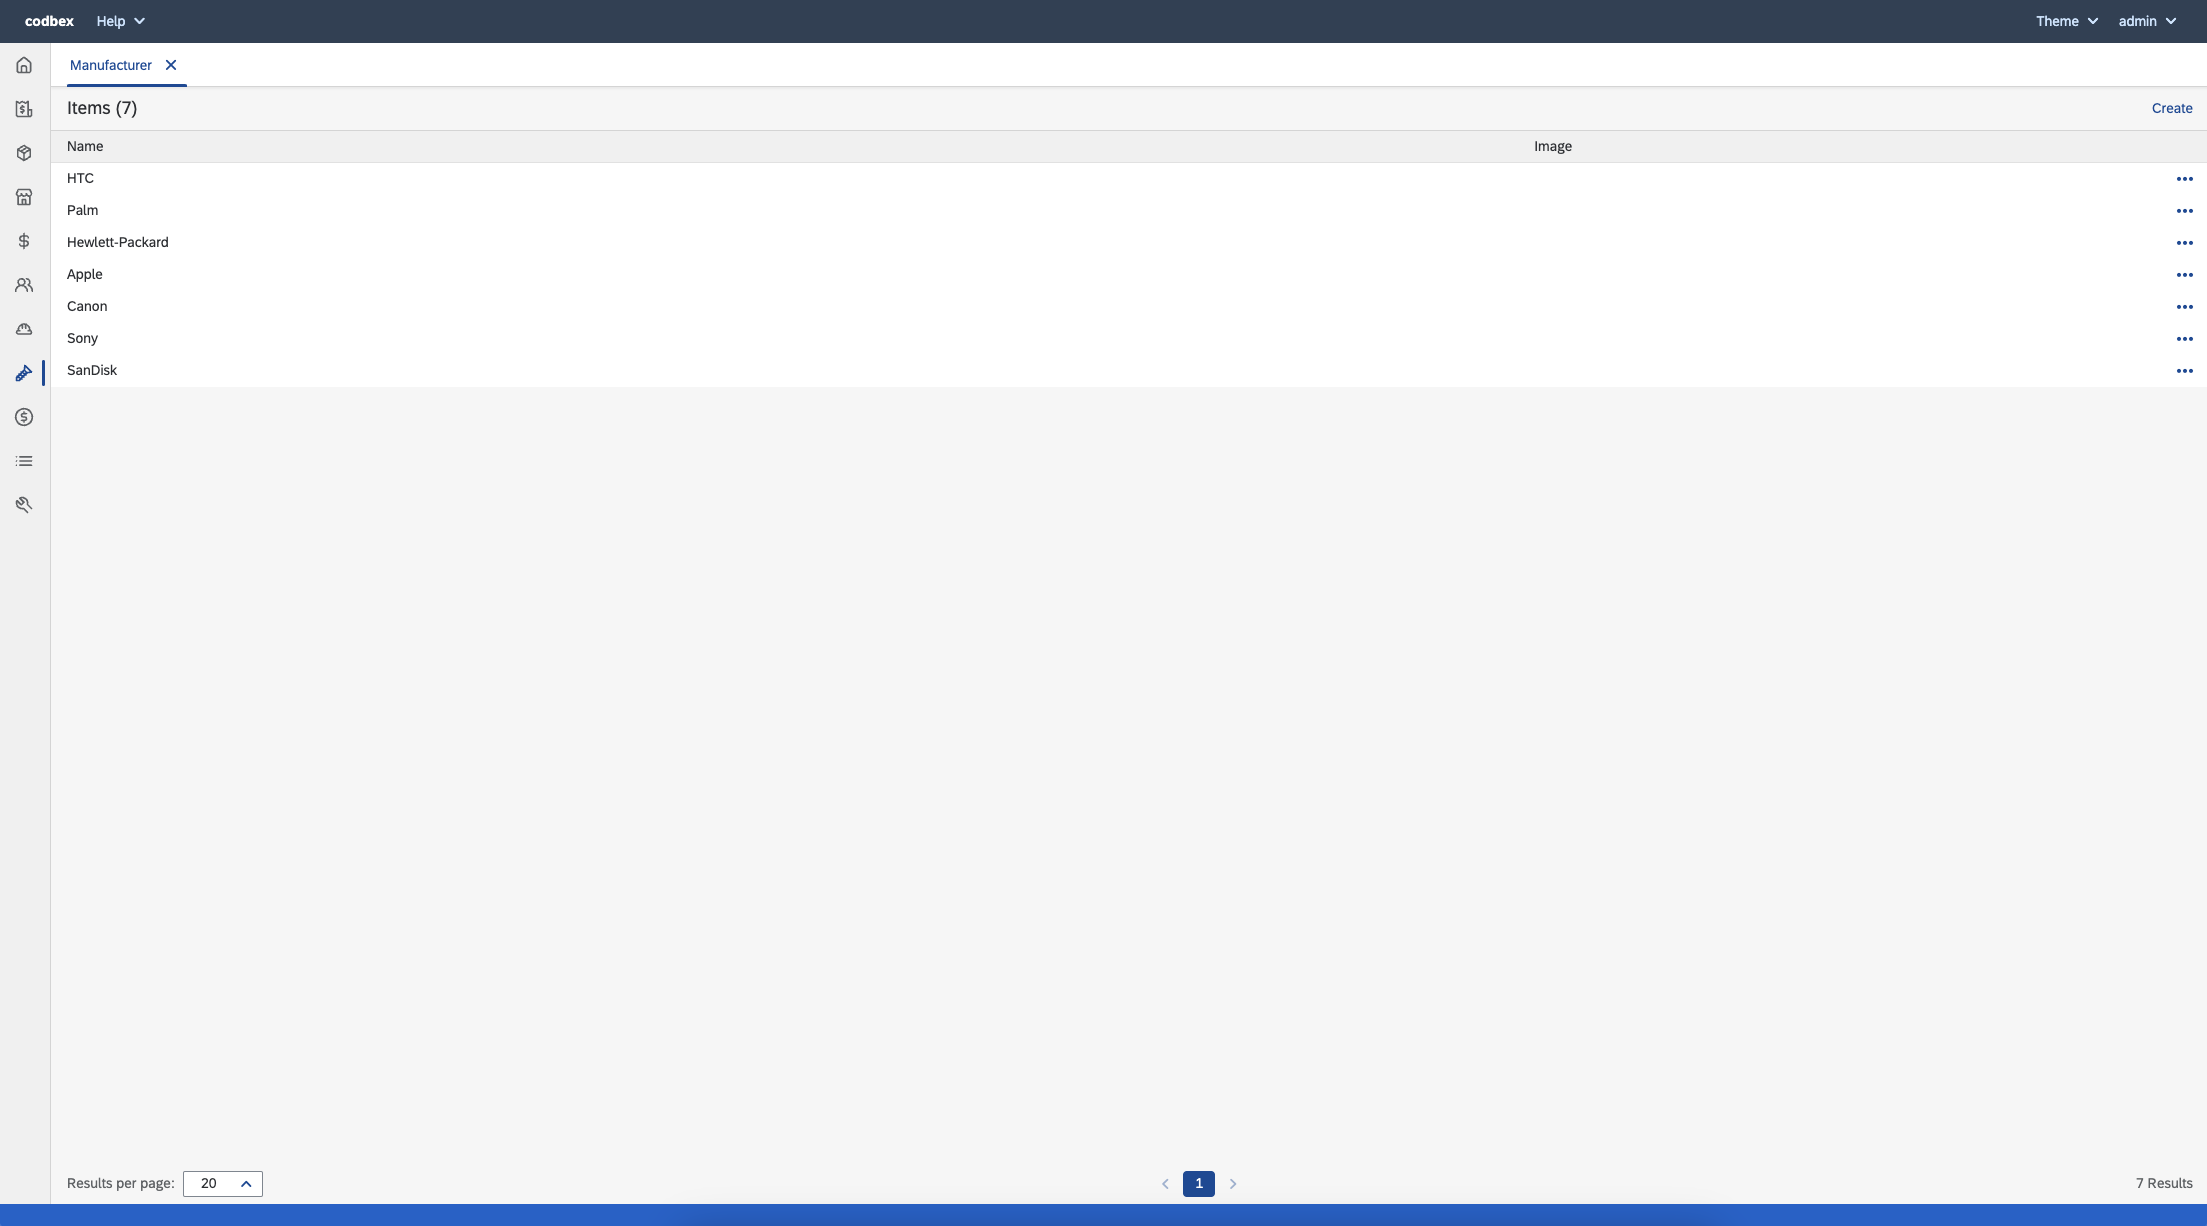 codbex Help Theme admin
Manufacturer
Items (7) Create
Name Image
HTC
Palm
Hewlett-Packard
Apple
Canon
Sony
SanDisk
Results per page: 20 1 7 Results